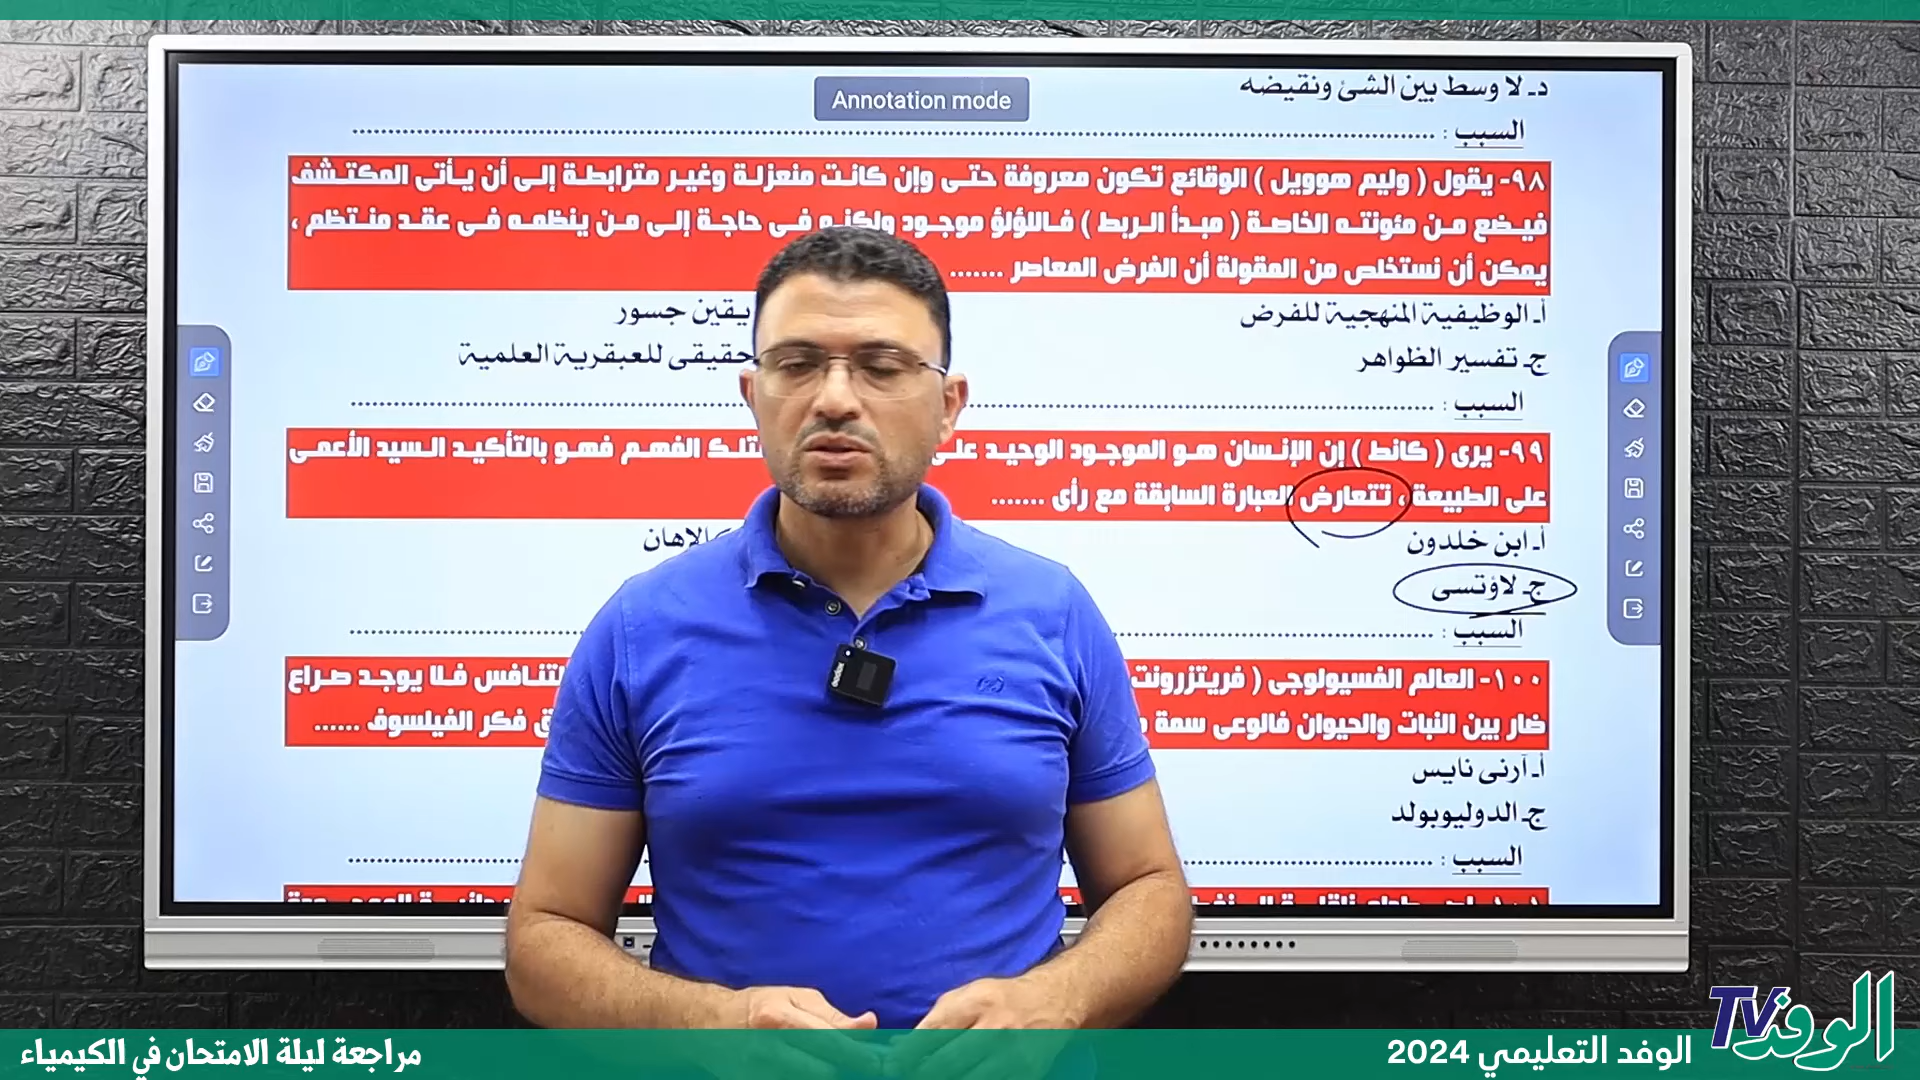 Annotation mode
د ـ لا وسط بين الشئ ونقيضه
السبب : ........................................
٩٨- يقول ( وليم هوويل ) الوقائع تكون معروفة حتى وإن كانت منعزلة وغير مترابطة إلى أن يأتى المكتشف
فيضع من مئونته الخاصة ( مبدأ الربط ) فاللؤلؤ موجود ولكنه فى حاجة إلى من ينظمه فى عقد منتظم ،
يمكن أن نستخلص من المقولة أن الفرض المعاصر .......
أ ـ الوظيفية المنهجية للفرض يقين جسور
ج ـ تفسير الظواهر حقيقى للعبقرية العلمية
السبب : ........................................
٩٩- يرى ( كانط ) إن الإنسان هو الموجود الوحيد على الفهم فهو بالتأكيد السيد الأعمى
على الطبيعة ، تتعارض العبارة السابقة مع رأى .......
أ ـ ابن خلدون الاهان
ج ـ لاؤتسى
السبب : ........................................
١٠٠- العالم الفسيولوجى ( فريتزرونت لتنافس فلا يوجد صراع
ضار بين النبات والحيوان فالوعى سمة فكر الفيلسوف ......
أ ـ آرنى نايس
ج ـ الدوليوبولد
السبب : ........................................
الوفد TV
الوفد التعليمي 2024
مراجعة ليلة الامتحان في الكيمياء